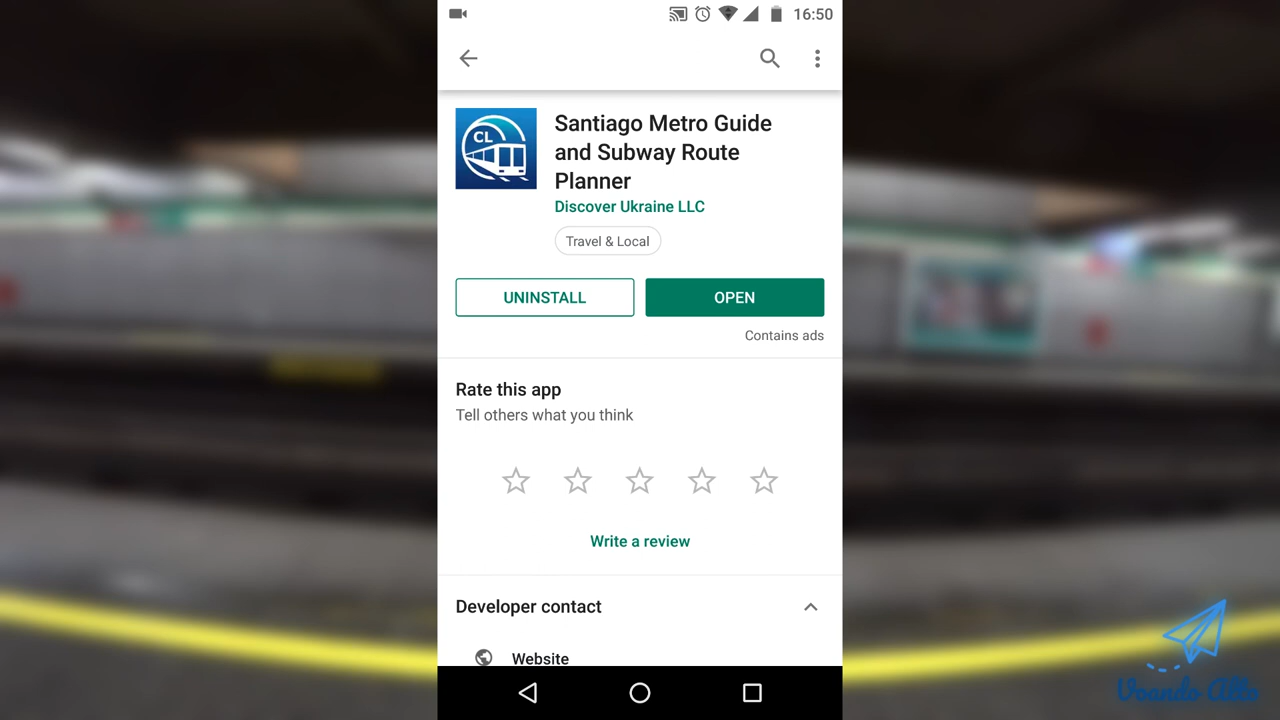 16:50
CL
Santiago Metro Guide
and Subway Route
Planner
Discover Ukraine LLC
Travel & Local
UNINSTALL
OPEN
Contains ads
Rate this app
Tell others what you think
Write a review
Developer contact
Website
Voando Alto